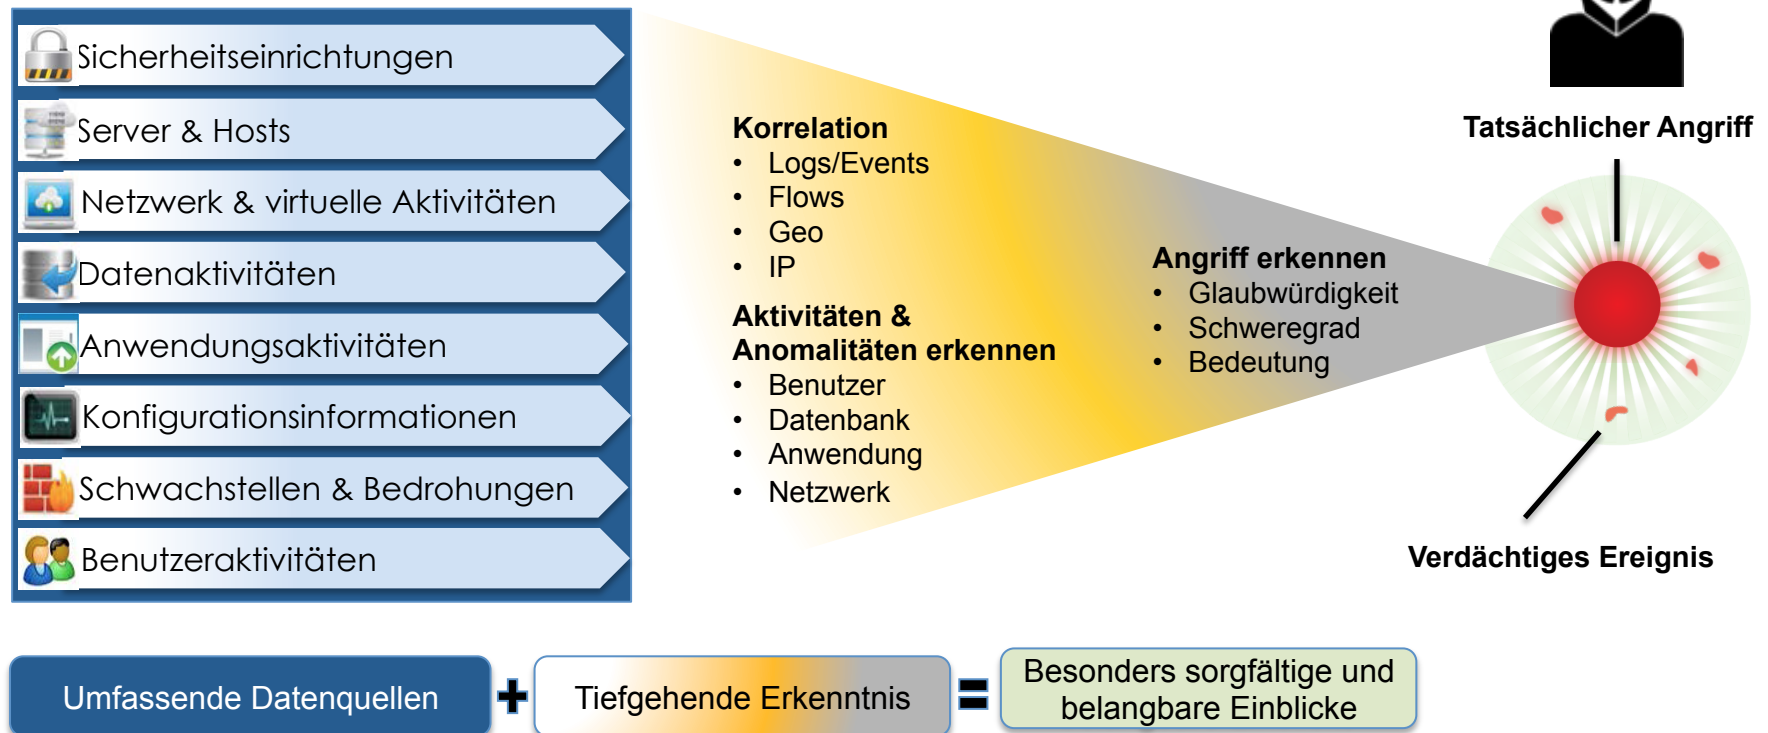 Sicherheitseinrichtungen
Server & Hosts
Netzwerk & virtuelle Aktivitäten
Datenaktivitäten
Anwendungsaktivitäten
Konfigurationsinformationen
Schwachstellen & Bedrohungen
Benutzeraktivitäten
Korrelation
• Logs/Events
• Flows
• Geo
• IP
Aktivitäten &
Anomalitäten erkennen
• Benutzer
• Datenbank
• Anwendung
• Netzwerk
Angriff erkennen
• Glaubwürdigkeit
• Schweregrad
• Bedeutung
Tatsächlicher Angriff
Verdächtiges Ereignis
Umfassende Datenquellen
+
Tiefgehende Erkenntnis
=
Besonders sorgfältige und
belangbare Einblicke